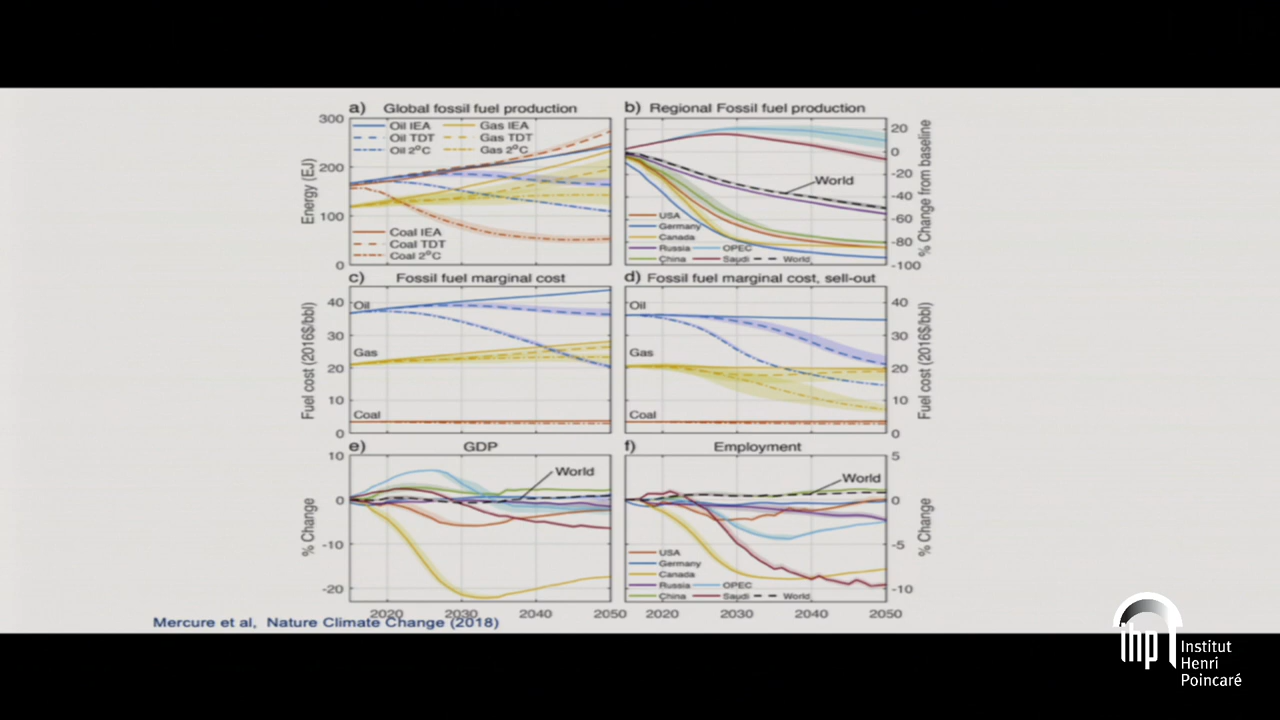 a) Global fossil fuel production
300
200
100
0
Energy (EJ)
Oil IEA
Oil TDT
Oil 2°C
Gas IEA
Gas TDT
Gas 2°C
Coal IEA
Coal TDT
Coal 2°C
b) Regional Fossil fuel production
20
0
-20
-40
-60
-80
-100
% Change from baseline
World
USA
Germany
Canada
Russia OPEC
China Saudi World
c) Fossil fuel marginal cost
40
30
20
10
0
Fuel cost (2016$/bbl)
Oil
Gas
Coal
d) Fossil fuel marginal cost, sell-out
40
30
20
10
0
Fuel cost (2016$/bbl)
Oil
Gas
Coal
e) GDP
10
0
-10
-20
% Change
World
2020 2030 2040 2050
f) Employment
5
0
-5
-10
% Change
World
USA
Germany
Canada
Russia OPEC
China Saudi World
2020 2030 2040 2050
Mercure et al, Nature Climate Change (2018)
ihp
Institut
Henri
Poincaré